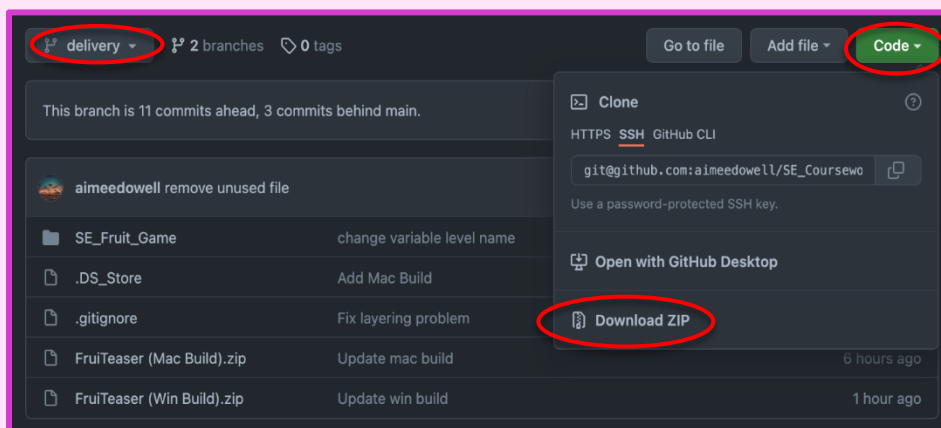 delivery 2 branches 0 tags Go to file Add file Code
This branch is 11 commits ahead, 3 commits behind main.
Clone
HTTPS SSH GitHub CLI
git@github.com:aimeedowell/SE_Coursewo
Use a password-protected SSH key.
Open with GitHub Desktop
Download ZIP
aimeedowell remove unused file
SE_Fruit_Game change variable level name
.DS_Store Add Mac Build
.gitignore Fix layering problem
FruiTeaser (Mac Build).zip Update mac build 6 hours ago
FruiTeaser (Win Build).zip Update win build 1 hour ago